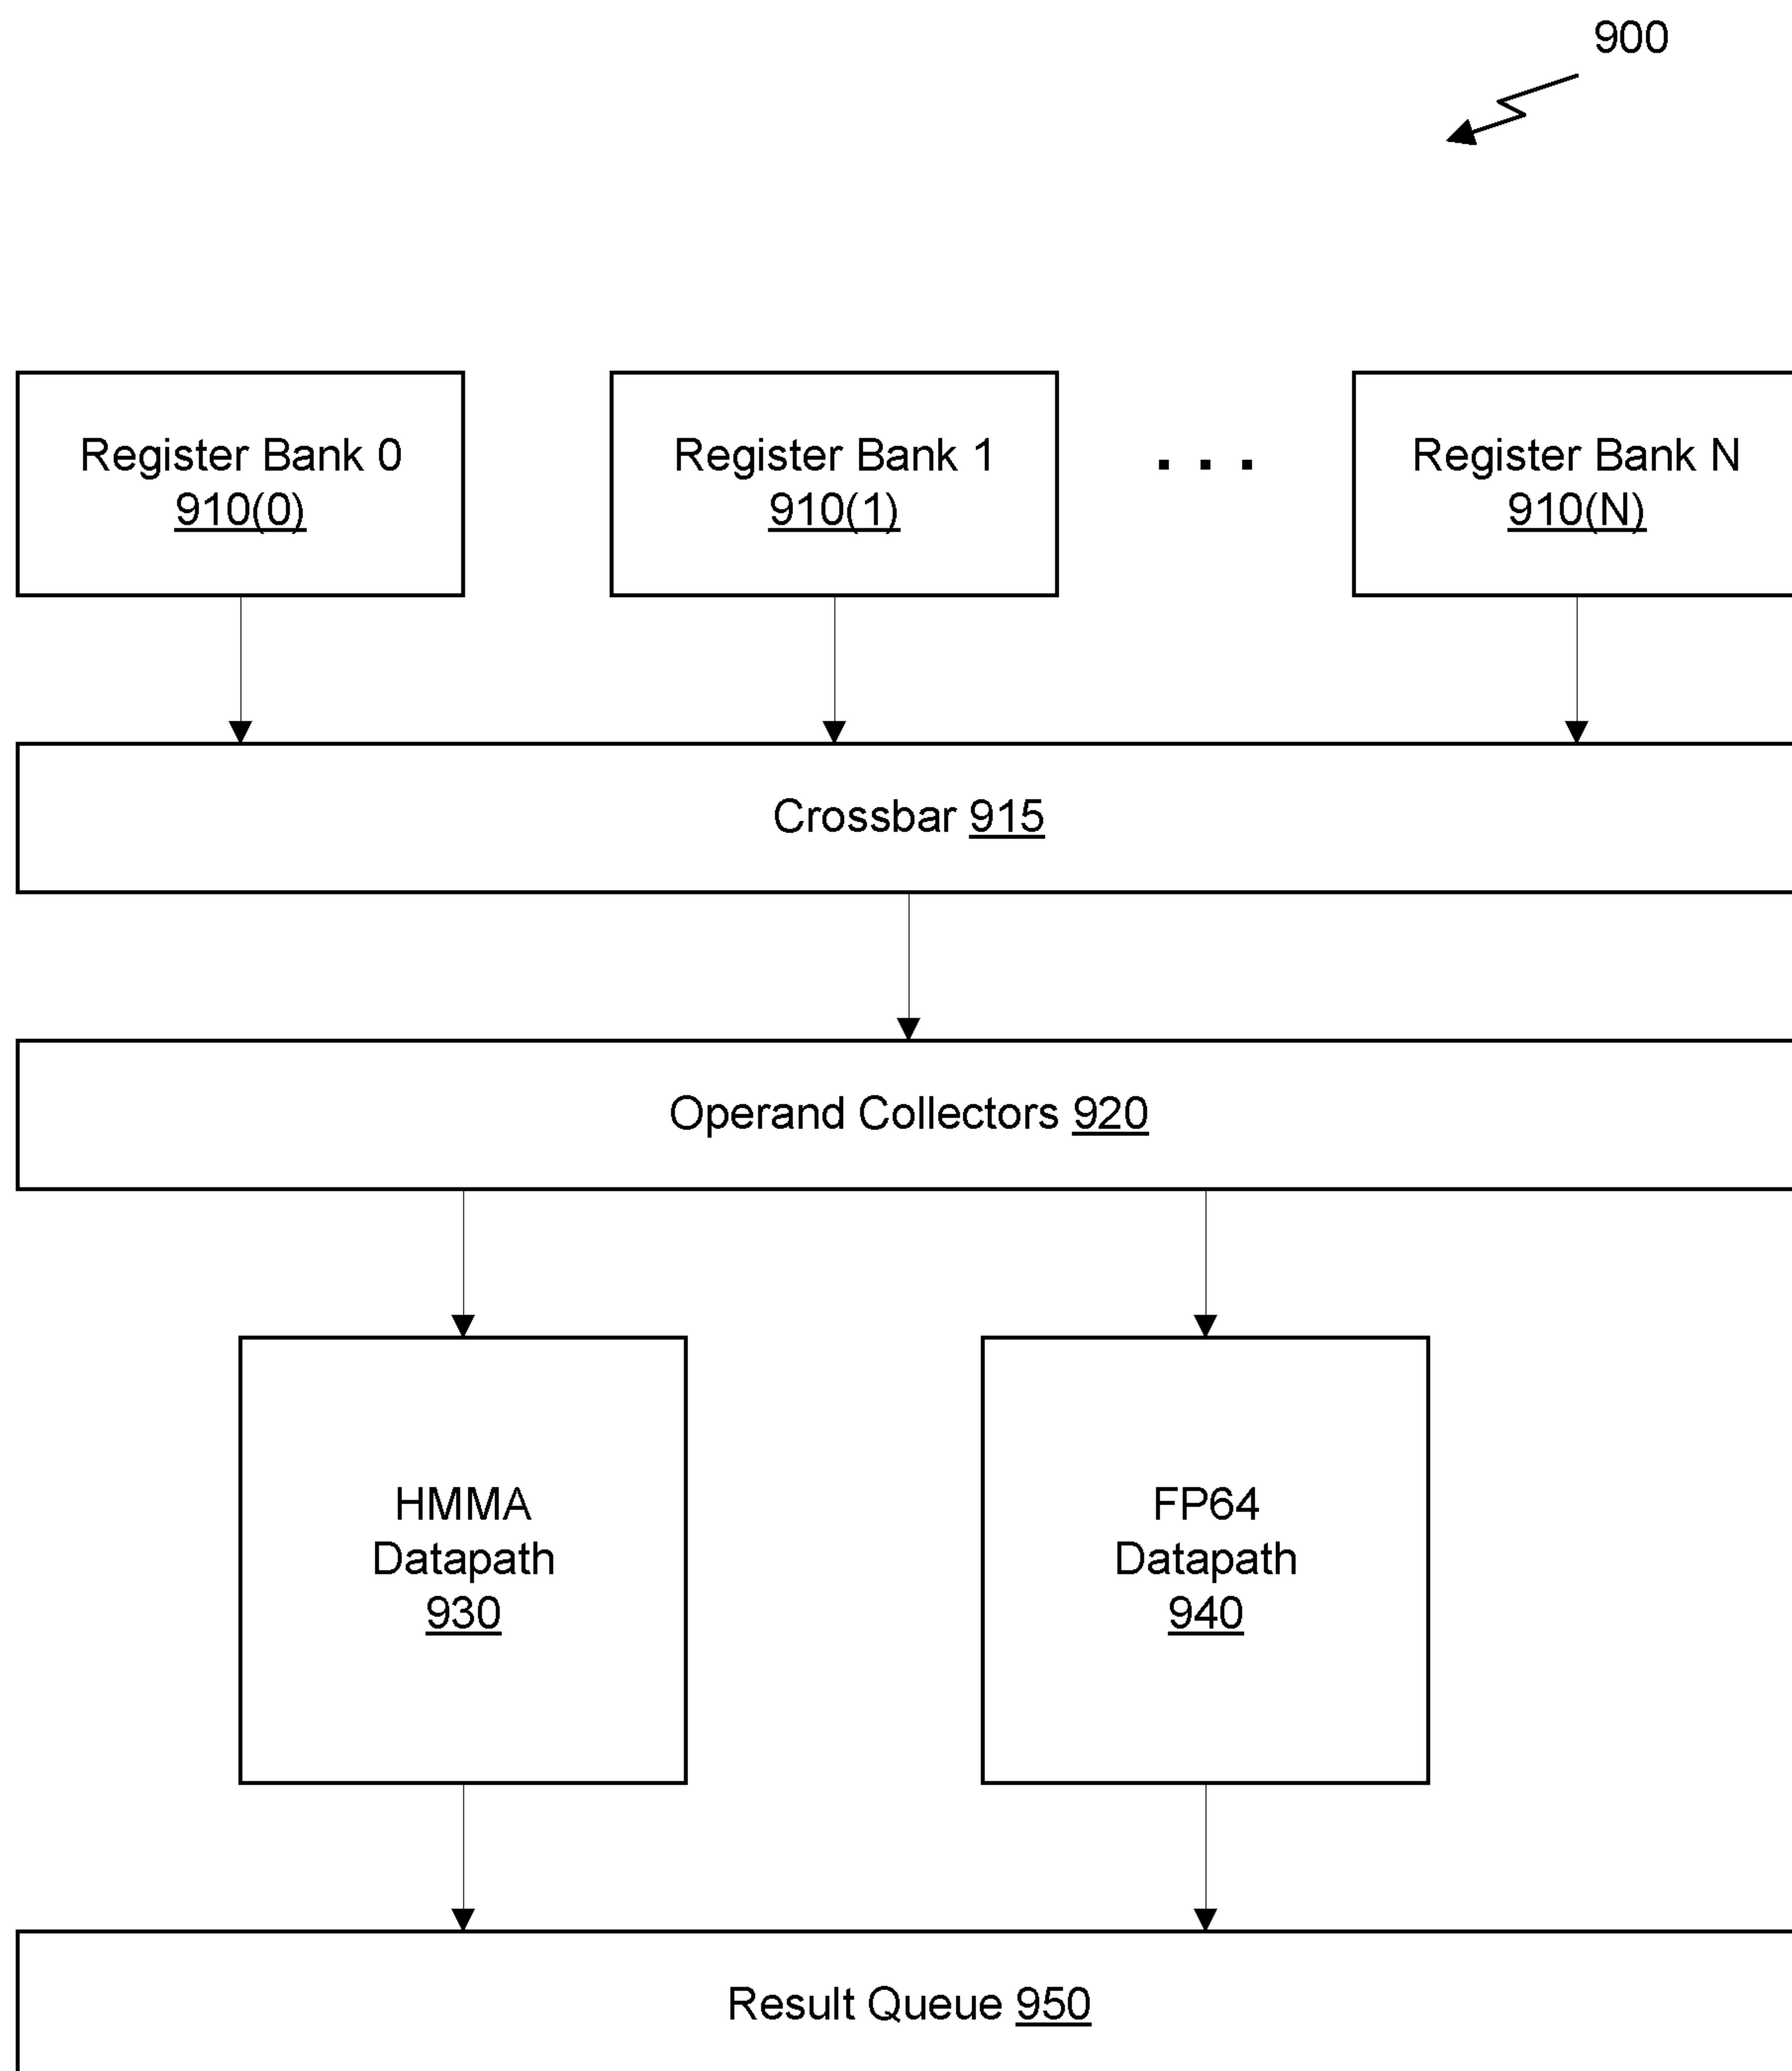 900
Register Bank 0
910(0)
Register Bank 1
910(1)
. . .
Register Bank N
910(N)
Crossbar 915
Operand Collectors 920
HMMA
Datapath
930
FP64
Datapath
940
Result Queue 950